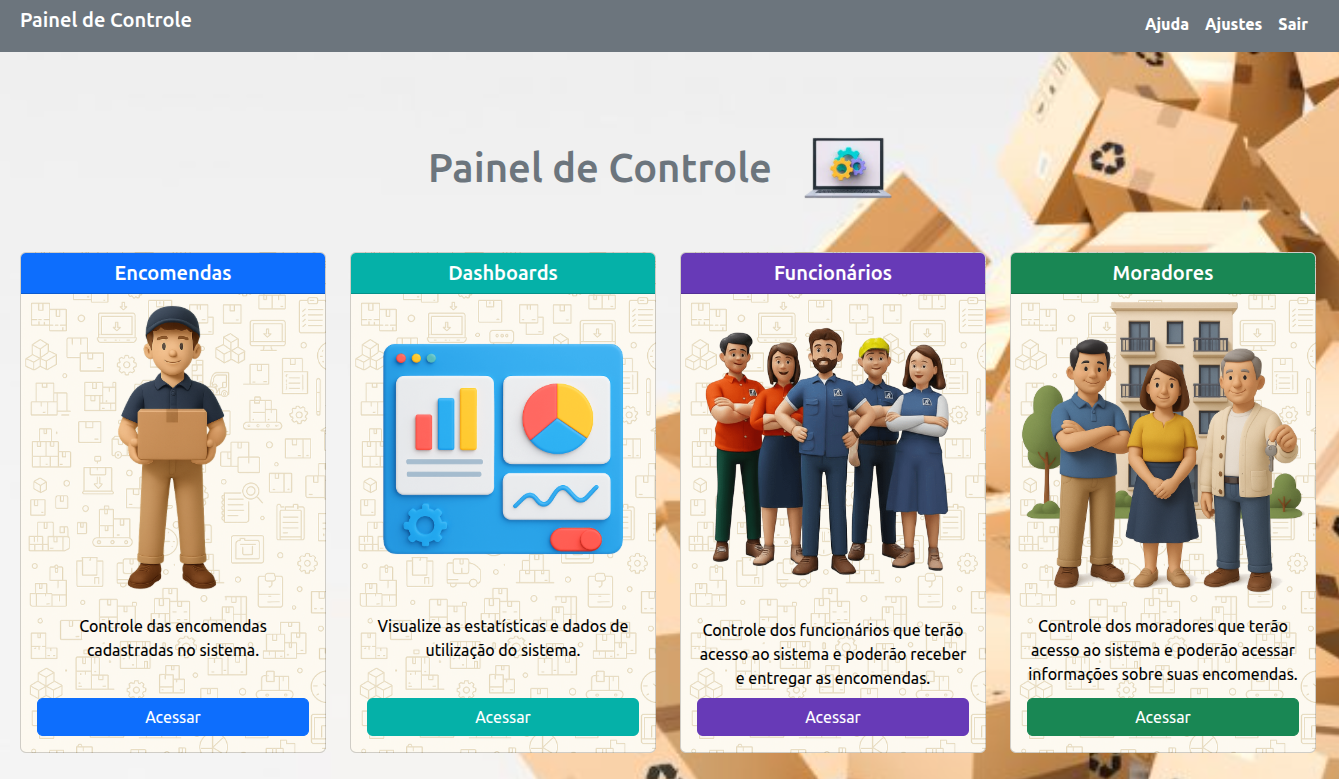 Painel de Controle
Ajuda Ajustes Sair
Painel de Controle
Encomendas
Controle das encomendas
cadastradas no sistema.
Acessar
Dashboards
Visualize as estatísticas e dados de
utilização do sistema.
Acessar
Funcionários
Controle dos funcionários que terão
acesso ao sistema e poderão receber
e entregar as encomendas.
Acessar
Moradores
Controle dos moradores que terão
acesso ao sistema e poderão acessar
informações sobre suas encomendas.
Acessar